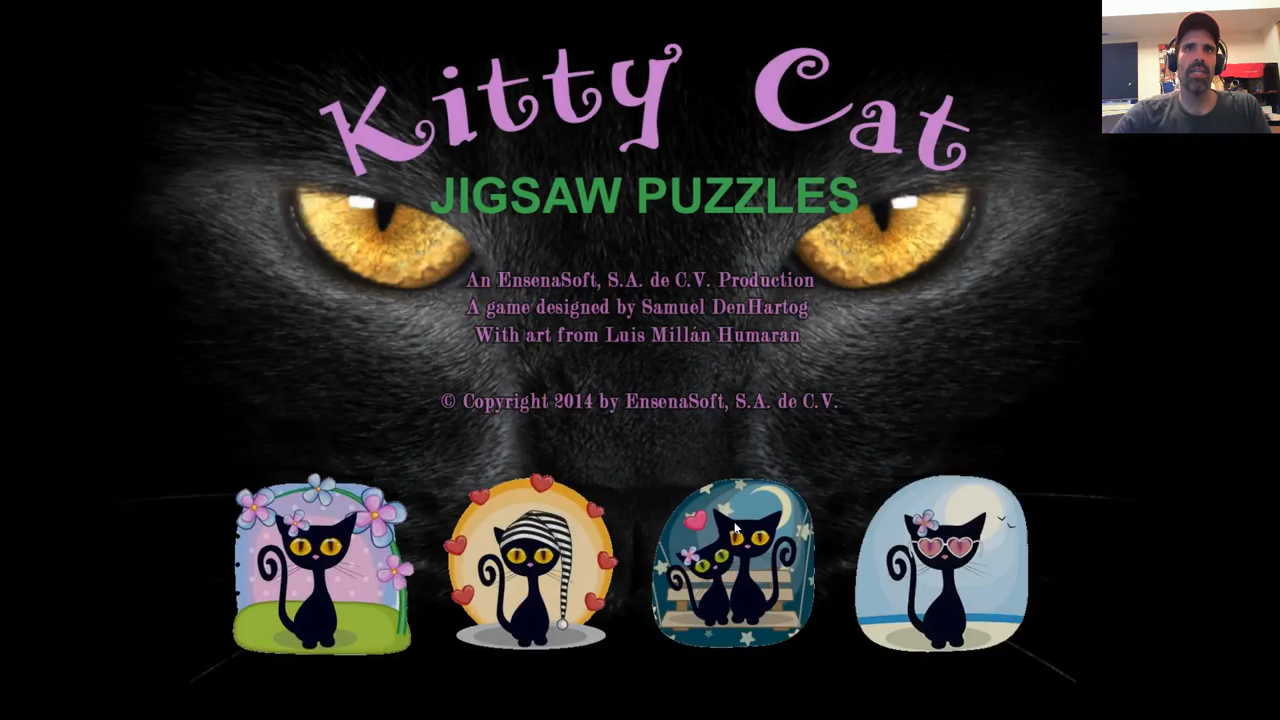 Kitty Cat
JIGSAW PUZZLES
An EnsenaSoft, S.A. de C.V. Production
A game designed by Samuel DenHartog
With art from Luis Millán Humaran
© Copyright 2014 by EnsenaSoft, S.A. de C.V.